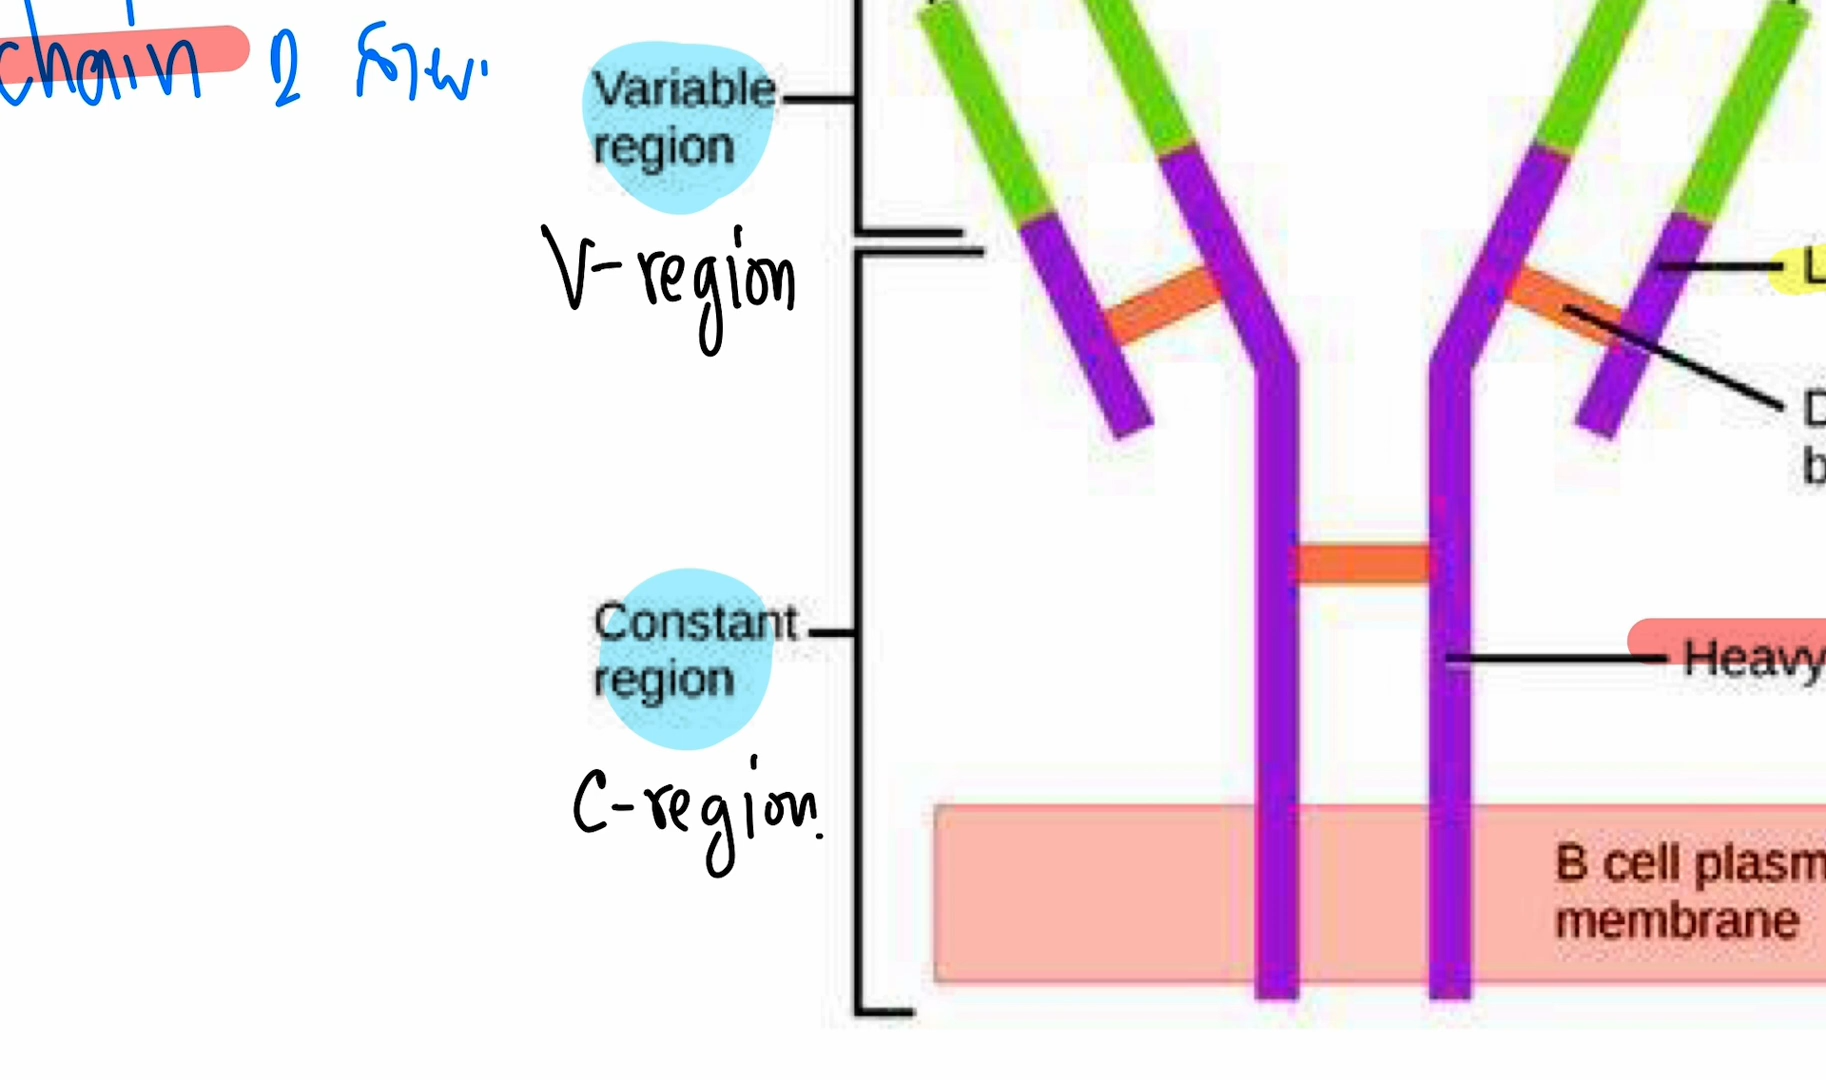 chain 2
Variable
region
V-region
L
D
b
Constant
region
C-region.
Heavy
B cell plasm
membrane